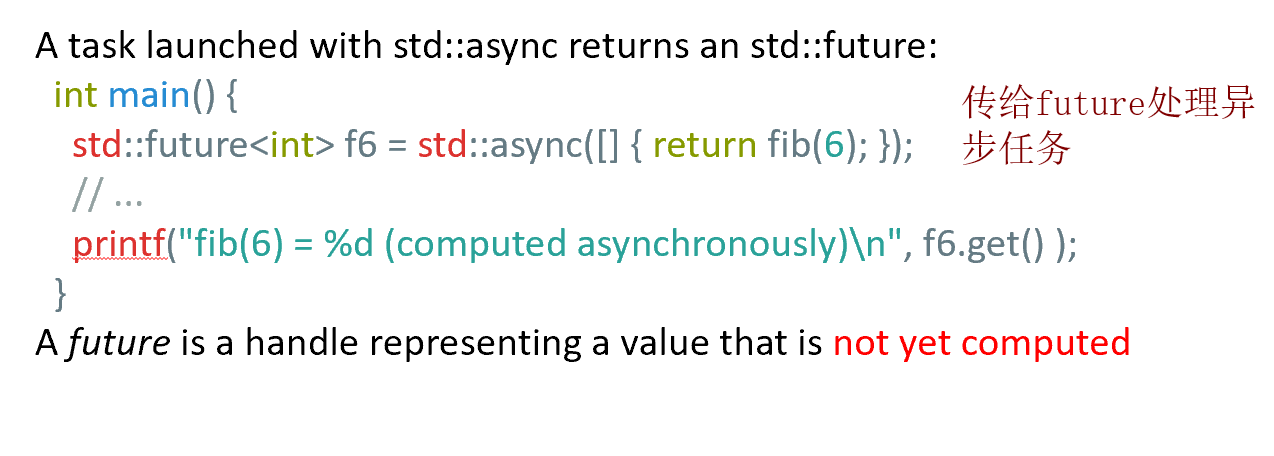 A task launched with std::async returns an std::future:
int main() {
std::future<int> f6 = std::async([] { return fib(6); });
// ...
printf("fib(6) = %d (computed asynchronously)\n", f6.get() );
}
A future is a handle representing a value that is not yet computed
传给future处理异
步任务